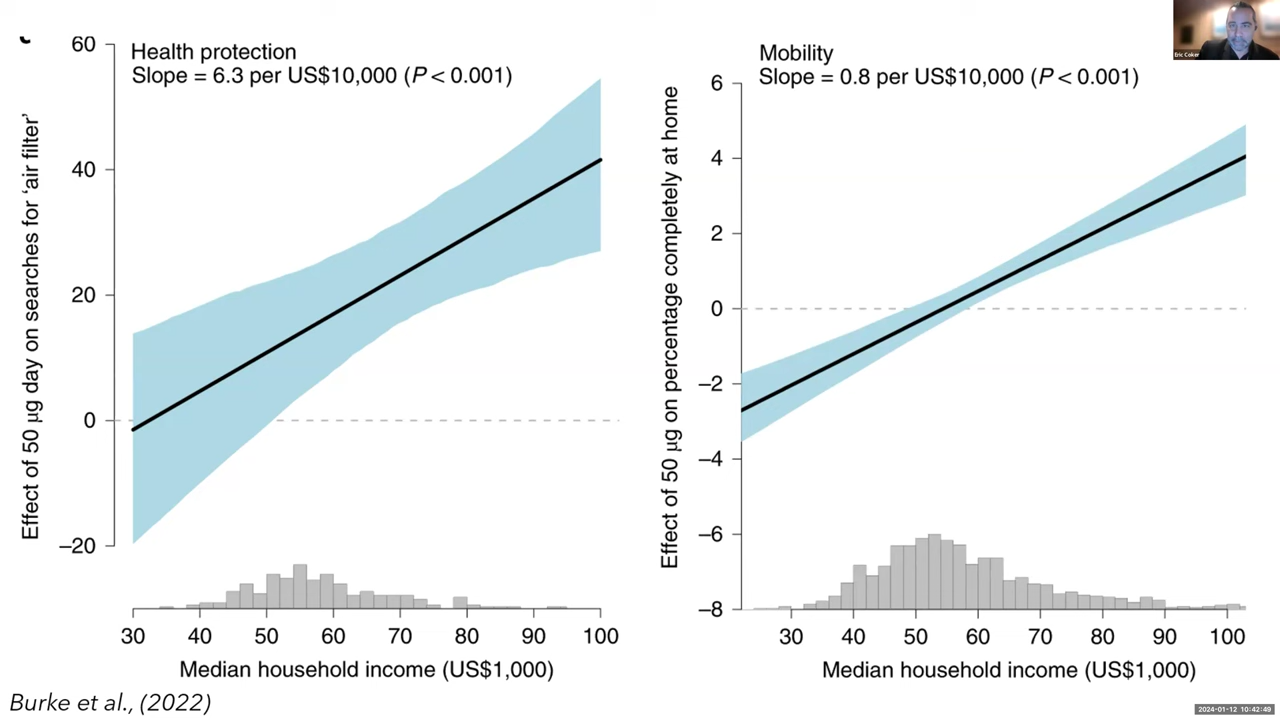 Health protection
Slope = 6.3 per US$10,000 (P < 0.001)
Effect of 50 µg day on searches for ‘air filter’
60
40
20
0
–20
30 40 50 60 70 80 90 100
Median household income (US$1,000)
Mobility
Slope = 0.8 per US$10,000 (P < 0.001)
Effect of 50 µg on percentage completely at home
6
4
2
0
–2
–4
–6
–8
30 40 50 60 70 80 90 100
Median household income (US$1,000)
Burke et al., (2022)
Eric Coker
2024-01-12 10:42:49